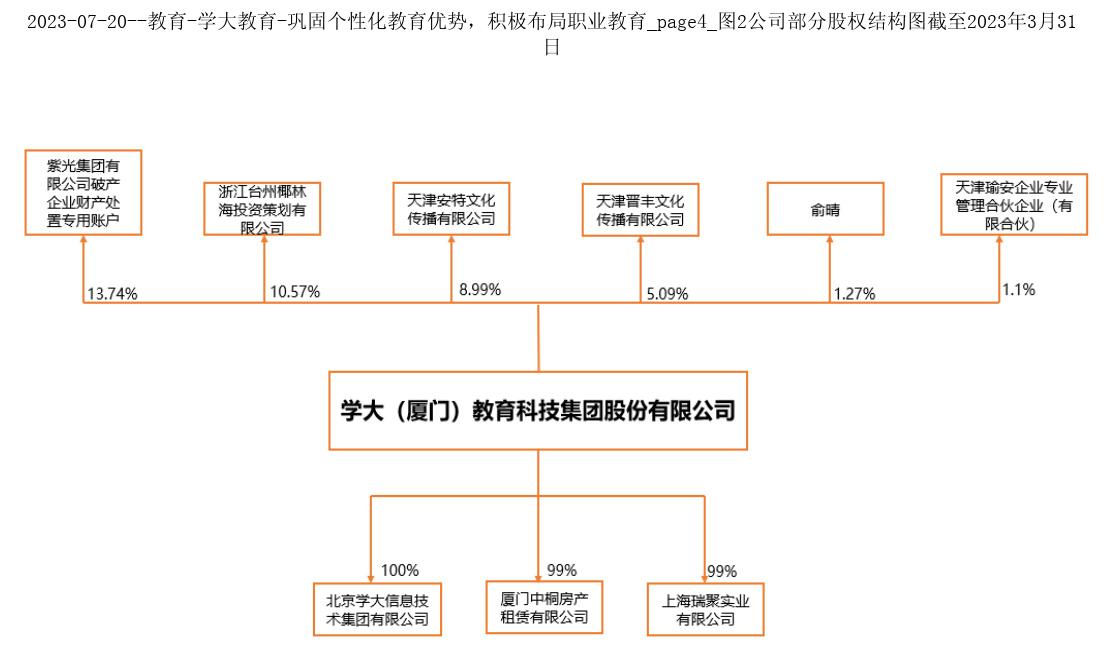 2023-07-20--教育-学大教育-巩固个性化教育优势，积极布局职业教育_page4_图2公司部分股权结构图截至2023年3月31
日
紫光集团有
限公司破产
企业财产处
置专用账户
浙江台州椰林
海投资策划有
限公司
天津安特文化
传播有限公司
天津晋丰文化
传播有限公司
俞晴
天津瑜安企业专业
管理合伙企业（有
限合伙）
13.74%
10.57%
8.99%
5.09%
1.27%
1.1%
学大（厦门）教育科技集团股份有限公司
100%
99%
99%
北京学大信息技
术集团有限公司
厦门中桐房产
租赁有限公司
上海瑞聚实业
有限公司